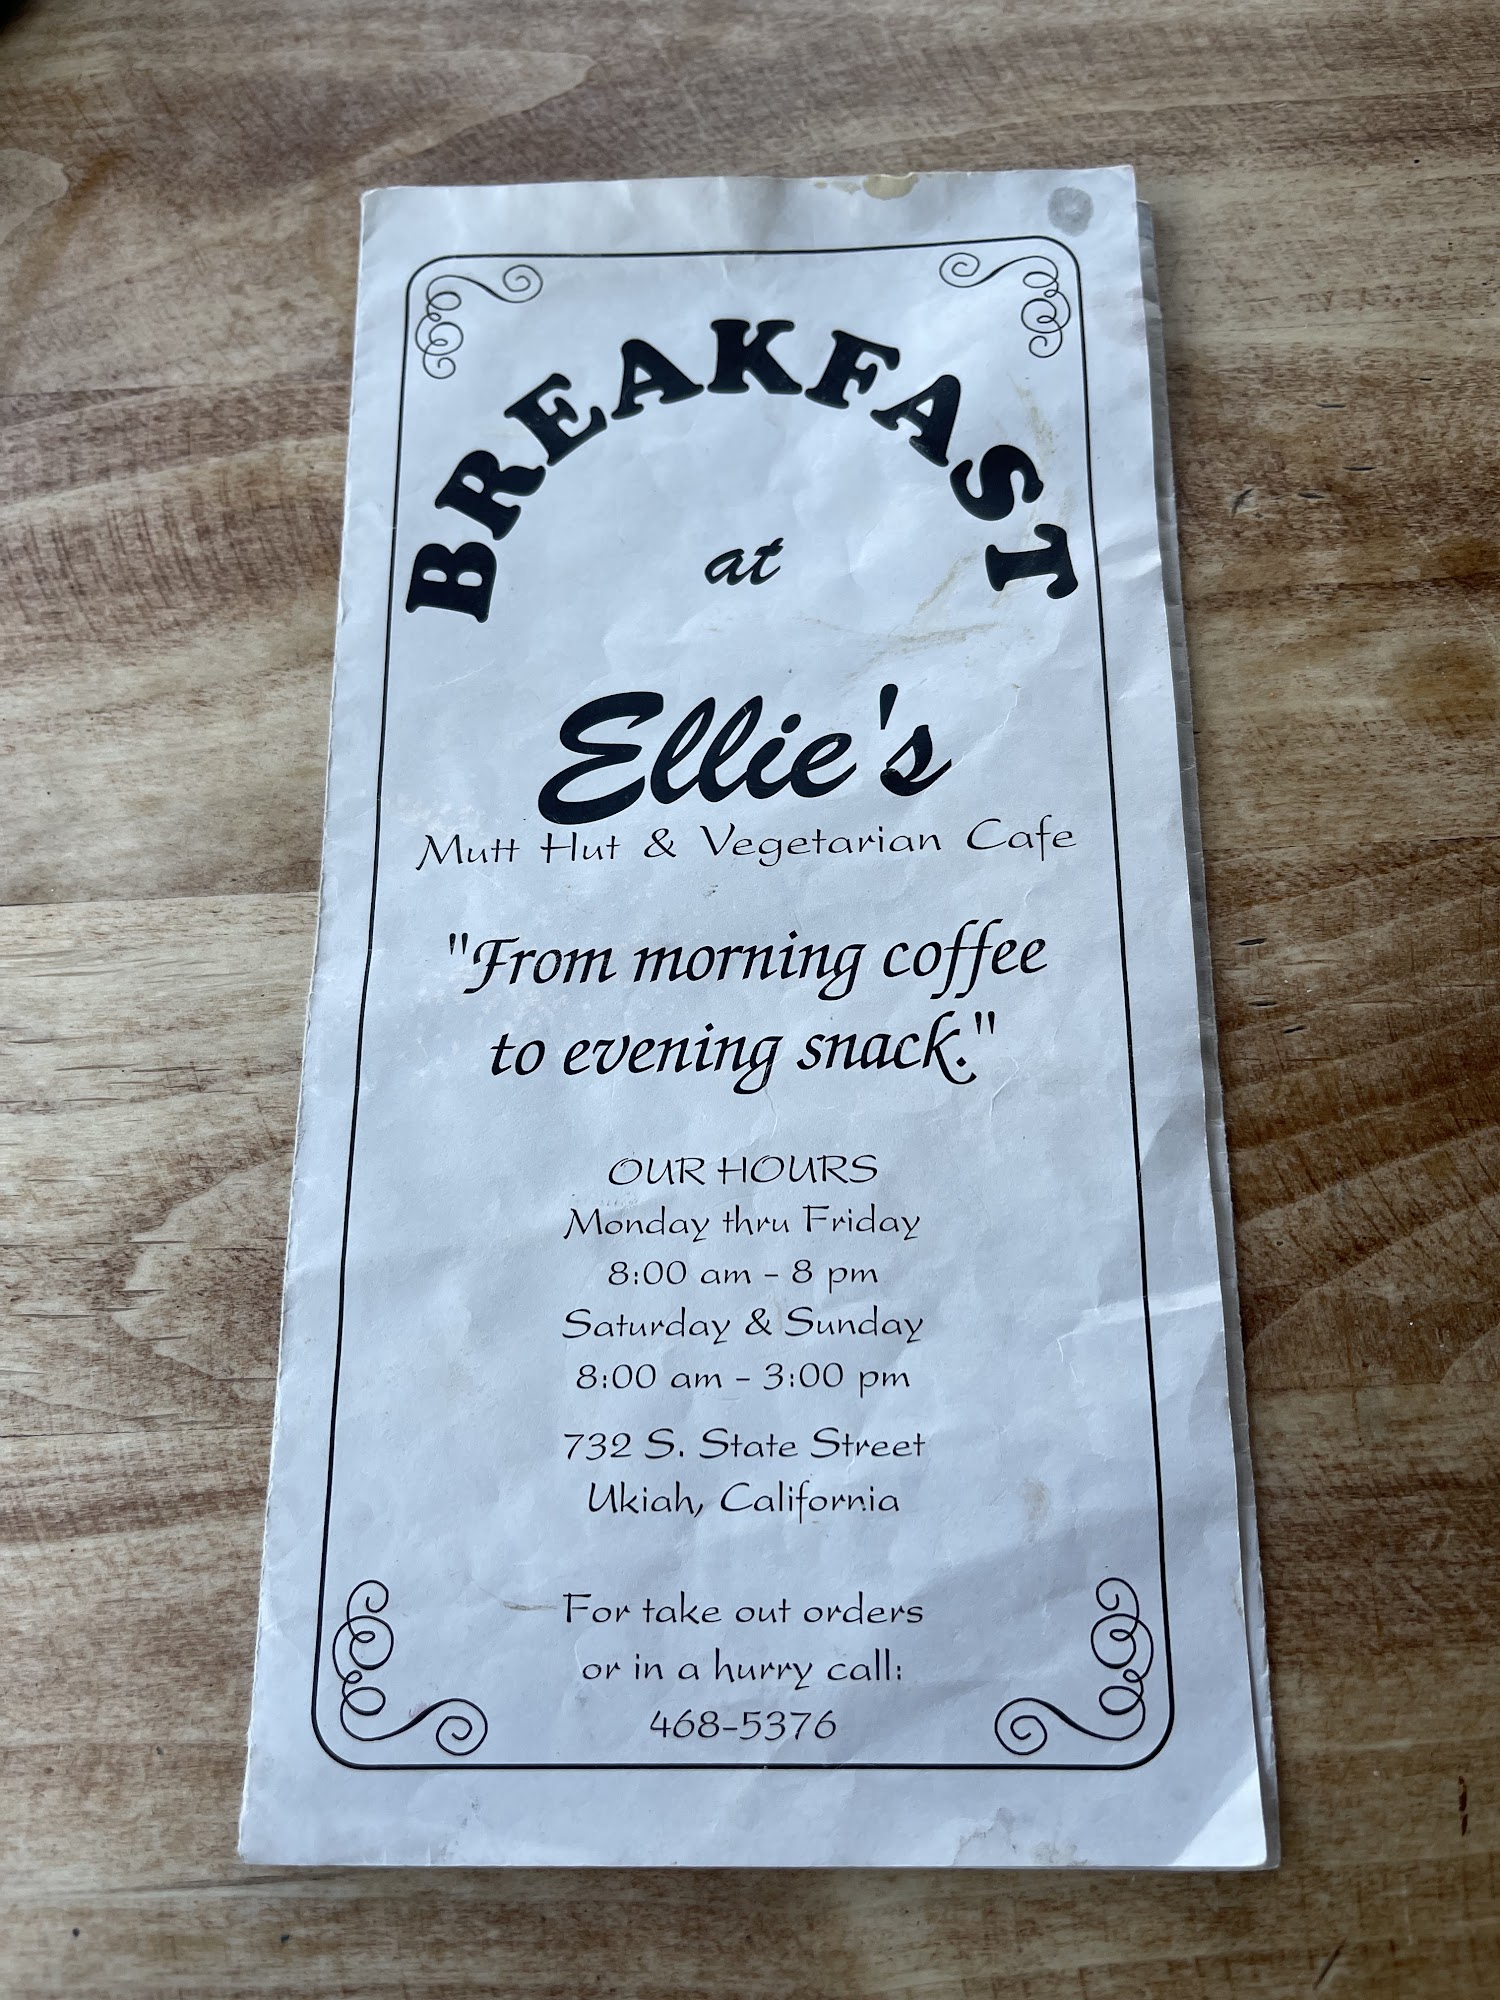 BREAKFAST
at
Ellie's
Mutt Hut & Vegetarian Cafe
"From morning coffee
to evening snack."
OUR HOURS
Monday thru Friday
8:00 am - 8 pm
Saturday & Sunday
8:00 am - 3:00 pm
732 S. State Street
Ukiah, California
For take out orders
or in a hurry call:
468-5376